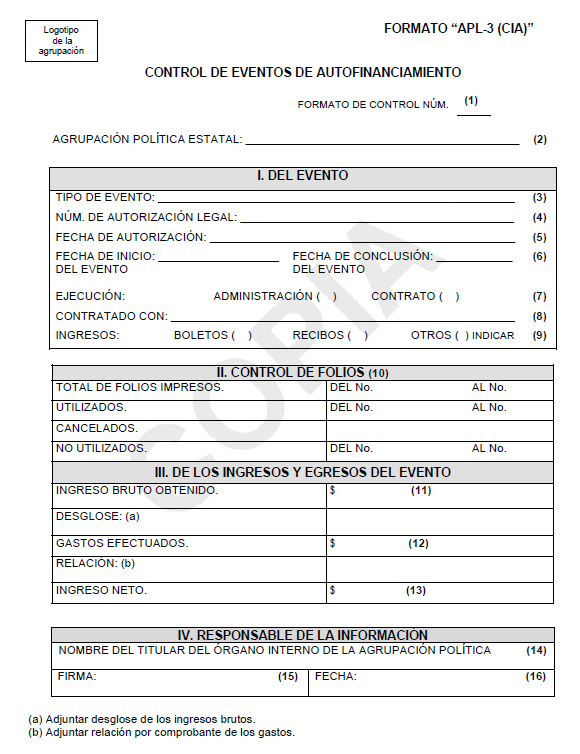 Logotipo
de la
agrupación
FORMATO “APL-3 (CIA)”
CONTROL DE EVENTOS DE AUTOFINANCIAMIENTO
FORMATO DE CONTROL NÚM. (1)
AGRUPACIÓN POLÍTICA ESTATAL: (2)
I. DEL EVENTO
TIPO DE EVENTO: (3)
NÚM. DE AUTORIZACIÓN LEGAL: (4)
FECHA DE AUTORIZACIÓN: (5)
FECHA DE INICIO: FECHA DE CONCLUSIÓN: (6)
DEL EVENTO DEL EVENTO
EJECUCIÓN: ADMINISTRACIÓN ( ) CONTRATO ( ) (7)
CONTRATADO CON: (8)
INGRESOS: BOLETOS ( ) RECIBOS ( ) OTROS ( ) INDICAR (9)
II. CONTROL DE FOLIOS (10)
TOTAL DE FOLIOS IMPRESOS. DEL No. AL No.
UTILIZADOS. DEL No. AL No.
CANCELADOS.
NO UTILIZADOS. DEL No. AL No.
III. DE LOS INGRESOS Y EGRESOS DEL EVENTO
INGRESO BRUTO OBTENIDO. $ (11)
DESGLOSE: (a)
GASTOS EFECTUADOS. $ (12)
RELACIÓN: (b)
INGRESO NETO. $ (13)
IV. RESPONSABLE DE LA INFORMACIÓN
NOMBRE DEL TITULAR DEL ÓRGANO INTERNO DE LA AGRUPACIÓN POLÍTICA (14)
FIRMA: (15) FECHA: (16)
(a) Adjuntar desglose de los ingresos brutos.
(b) Adjuntar relación por comprobante de los gastos.
COPIA